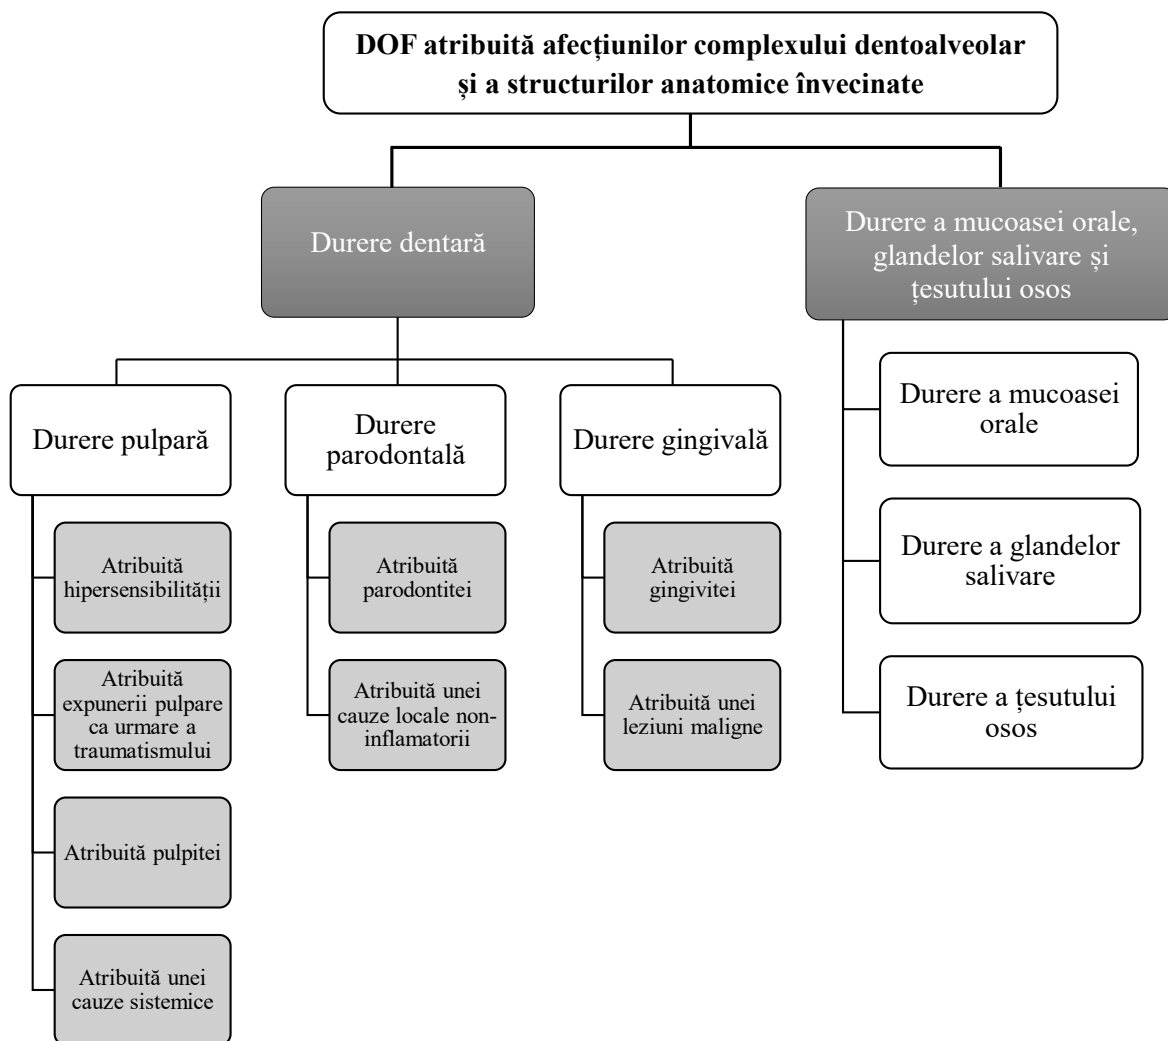 DOF atribuită afecțiunilor complexului dentoalveolar
și a structurilor anatomice învecinate
Durere dentară
Durere a mucoasei orale,
glandelor salivare și
țesutului osos
Durere pulpară
Durere
parodontală
Durere gingivală
Durere a mucoasei
orale
Atribuită
hipersensibilității
Atribuită
parodontitei
Atribuită
gingivitei
Durere a glandelor
salivare
Atribuită
expunerii pulpare
ca urmare a
traumatismului
Atribuită unei
cauze locale non-
inflamatorii
Atribuită unei
leziuni maligne
Durere a țesutului
osos
Atribuită pulpitei
Atribuită unei
cauze sistemice